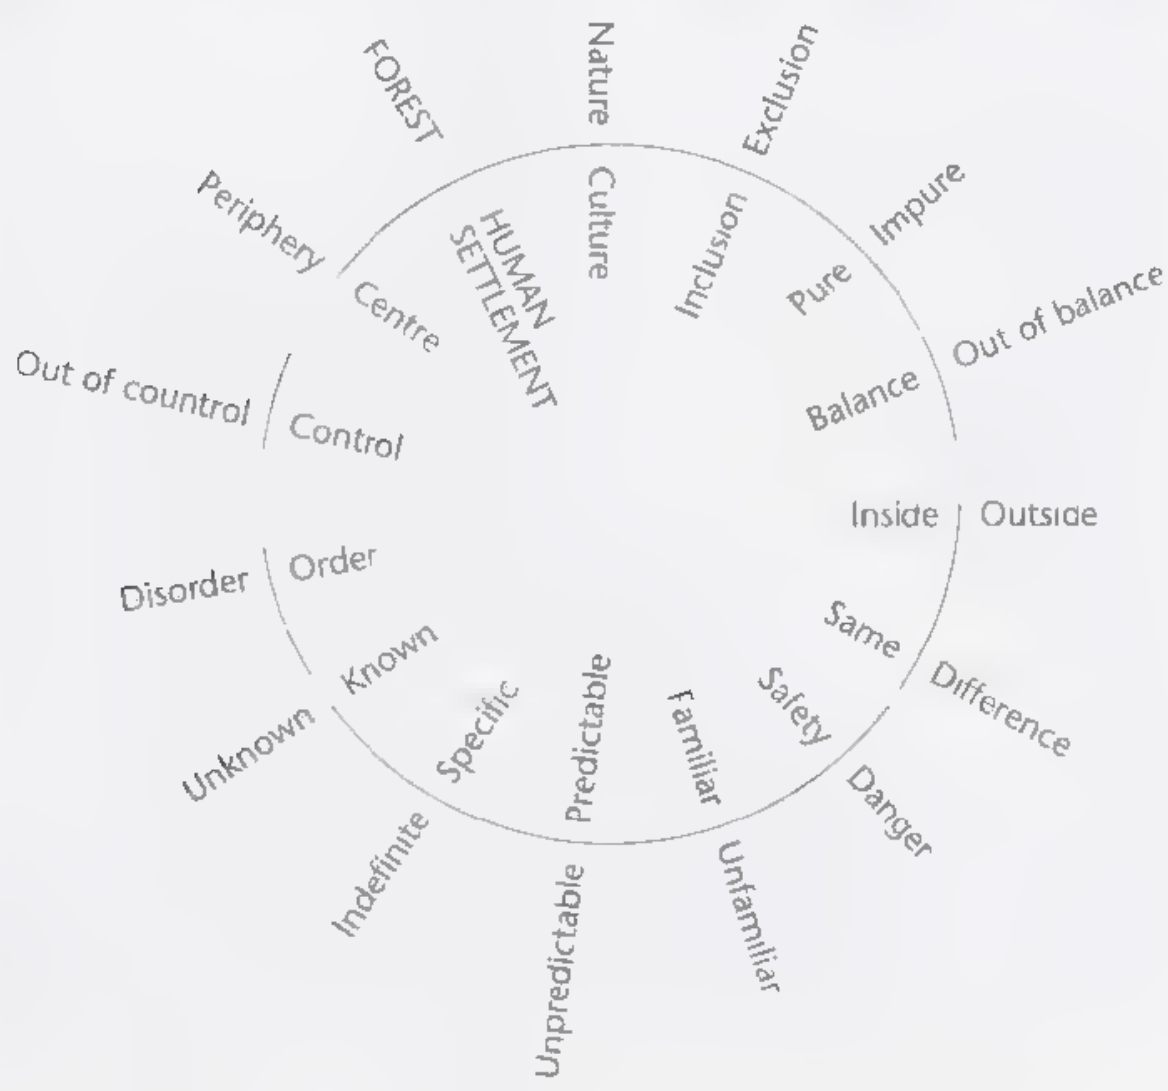 Nature
Culture
Exclusion
Inclusion
Impure
Pure
Out of balance
Balance
Outside
Inside
Difference
Same
Danger
Safety
Unfamiliar
Familiar
Unpredictable
Predictable
Indefinite
Specific
Unknown
Known
Disorder
Order
Out of countrol
Control
Periphery
Centre
FOREST
HUMAN
SETTLEMENT